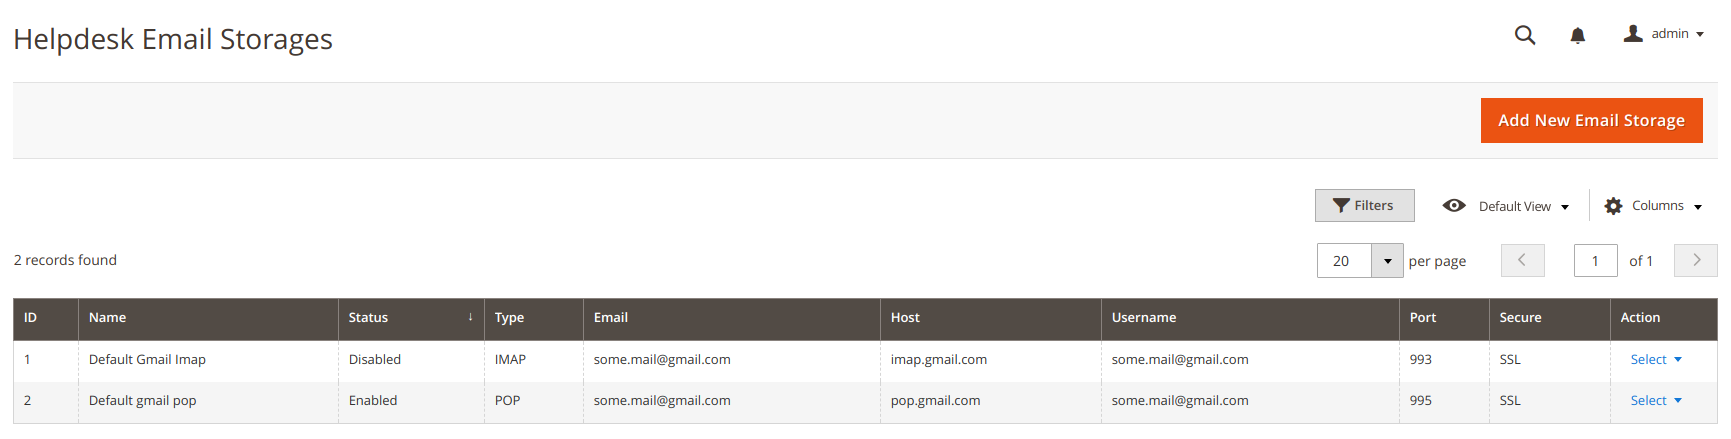 Helpdesk Email Storages
admin
Add New Email Storage
Filters
Default View
Columns
2 records found
20 per page 1 of 1
ID Name Status ↓ Type Email Host Username Port Secure Action
1 Default Gmail Imap Disabled IMAP some.mail@gmail.com imap.gmail.com some.mail@gmail.com 993 SSL Select
2 Default gmail pop Enabled POP some.mail@gmail.com pop.gmail.com some.mail@gmail.com 995 SSL Select